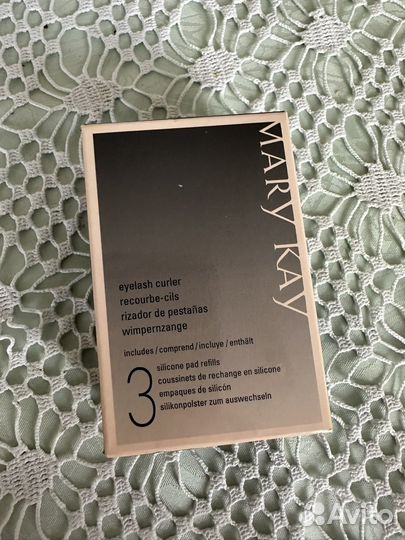 MARY KAY
eyelash curler
recourbe-cils
rizador de pestañas
wimpernzange
includes/comprend/incluye/enthält
3
silicone pad refills
coussinets de rechange en silicone
empaques de silicón
silikonpolster zum auswechseln
Avito